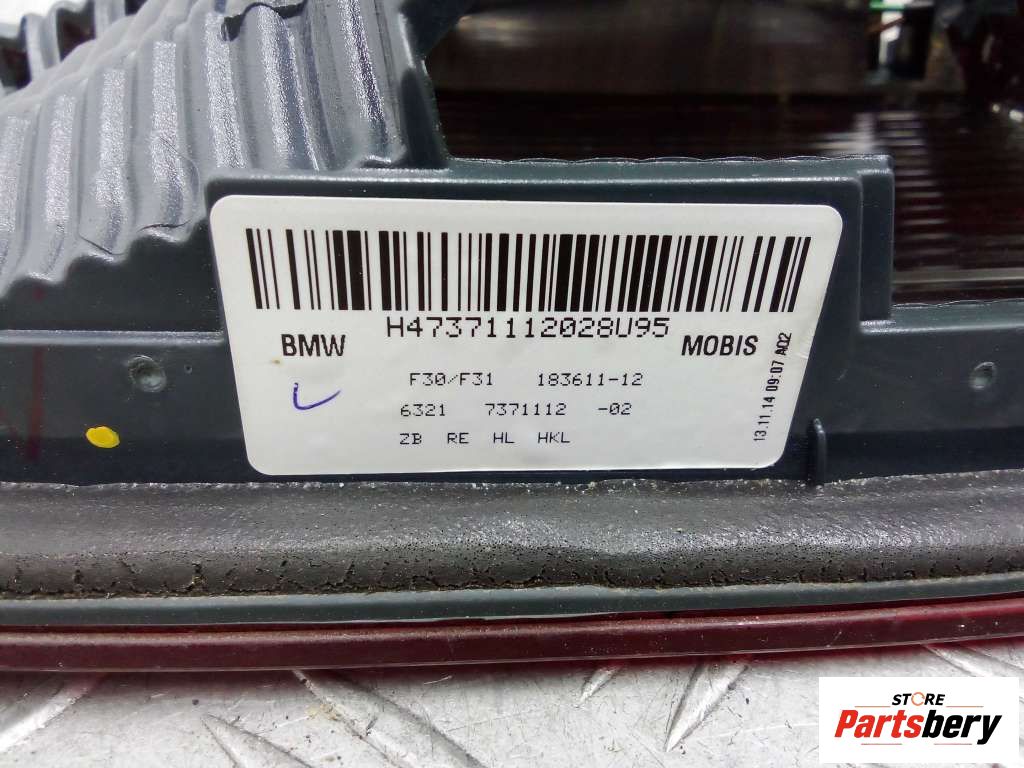 H47371112028U95
BMW
MOBIS
F30/F31 183611-12
6321 7371112 -02
ZB RE HL HKL
13.11.14 09:07 A02
STORE
Partsbery